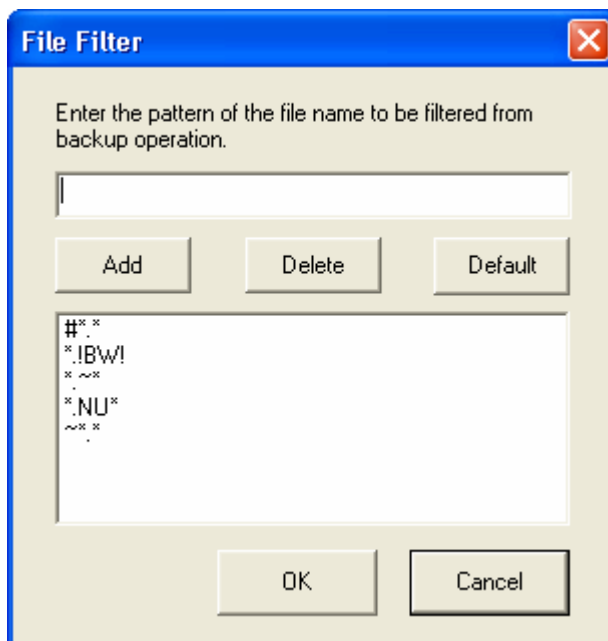 File Filter
Enter the pattern of the file name to be filtered from
backup operation.
Add Delete Default
#*.*
*.!BW!
*.~*
*.NU*
~*.*
OK Cancel